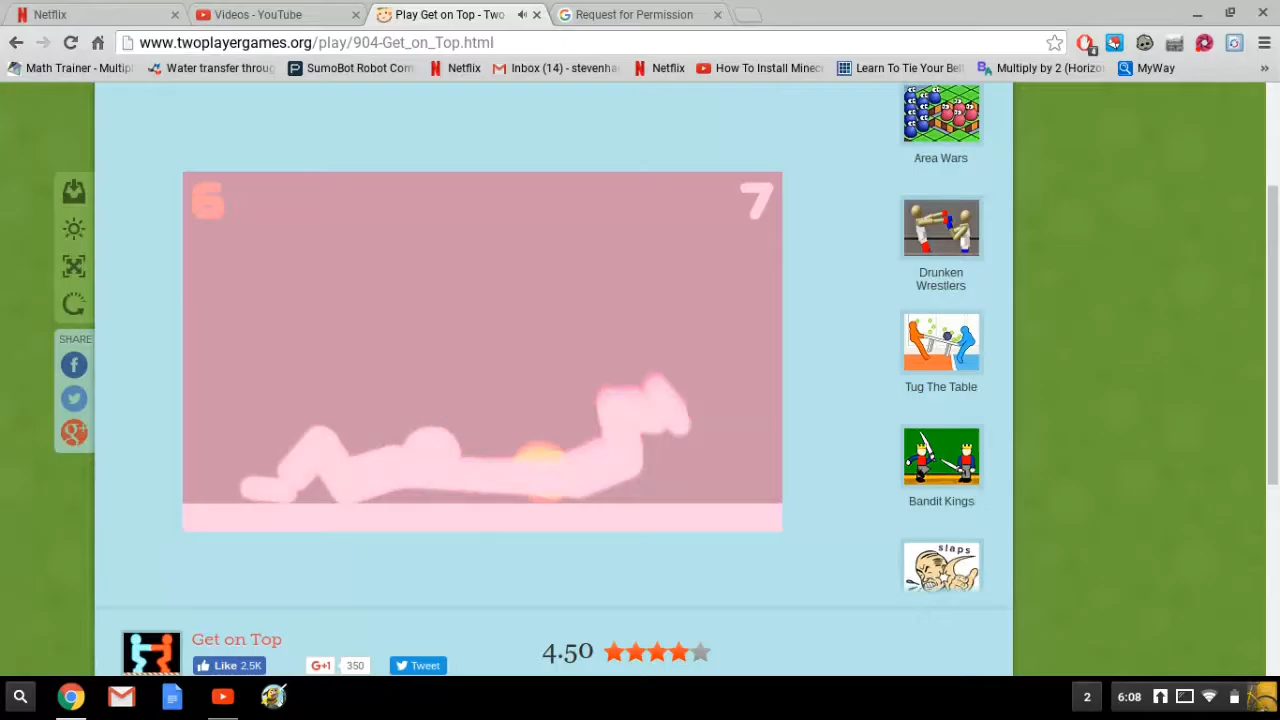 Netflix
Videos - YouTube
Play Get on Top - Two
Request for Permission
www.twoplayergames.org/play/904-Get_on_Top.html
4
Math Trainer - Multipl
Water transfer throug
SumoBot Robot Com
Netflix
Inbox (14) - stevenha
Netflix
How To Install Minec
Learn To Tie Your Bel
Multiply by 2 (Horizo
MyWay
»
6
7
Area Wars
Drunken
Wrestlers
Tug The Table
Bandit Kings
slaps
SHARE
Get on Top
4.50
Like 2.5K
G+1
350
Tweet
2
6:08